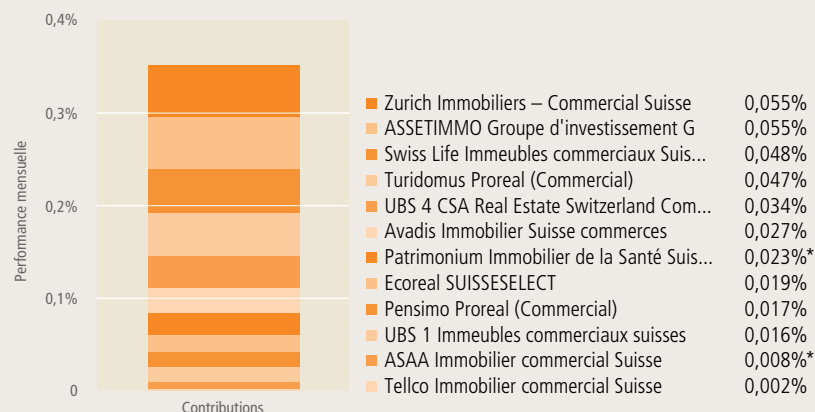 0,4%
0,3%
0,2%
0,1%
0
Performance mensuelle
Contributions
Zurich Immobiliers – Commercial Suisse 0,055%
ASSETIMMO Groupe d'investissement G 0,055%
Swiss Life Immeubles commerciaux Suis... 0,048%
Turidomus Proreal (Commercial) 0,047%
UBS 4 CSA Real Estate Switzerland Com... 0,034%
Avadis Immobilier Suisse commerces 0,027%
Patrimonium Immobilier de la Santé Suis... 0,023%*
Ecoreal SUISSESELECT 0,019%
Pensimo Proreal (Commercial) 0,017%
UBS 1 Immeubles commerciaux suisses 0,016%
ASAA Immobilier commercial Suisse 0,008%*
Tellco Immobilier commercial Suisse 0,002%